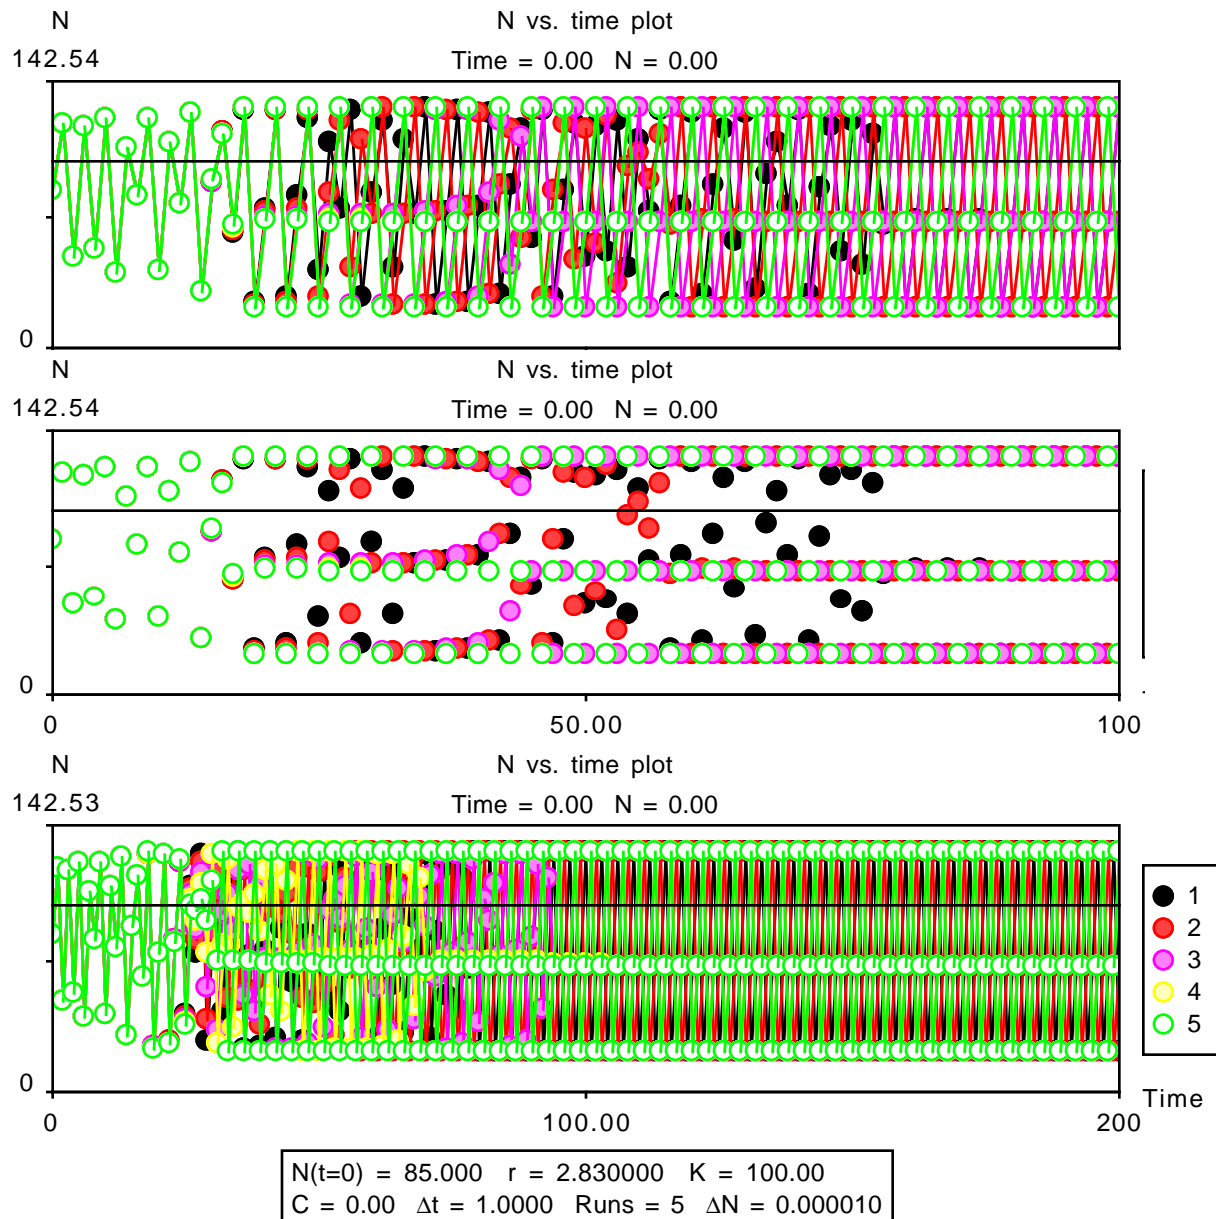 N
N vs. time plot
142.54
Time = 0.00 N = 0.00
0
N
N vs. time plot
142.54
Time = 0.00 N = 0.00
0
0
50.00
100
N
N vs. time plot
142.53
Time = 0.00 N = 0.00
1
2
3
4
5
0
Time
0
100.00
200
N(t=0) = 85.000 r = 2.830000 K = 100.00
C = 0.00 Δt = 1.0000 Runs = 5 ΔN = 0.000010